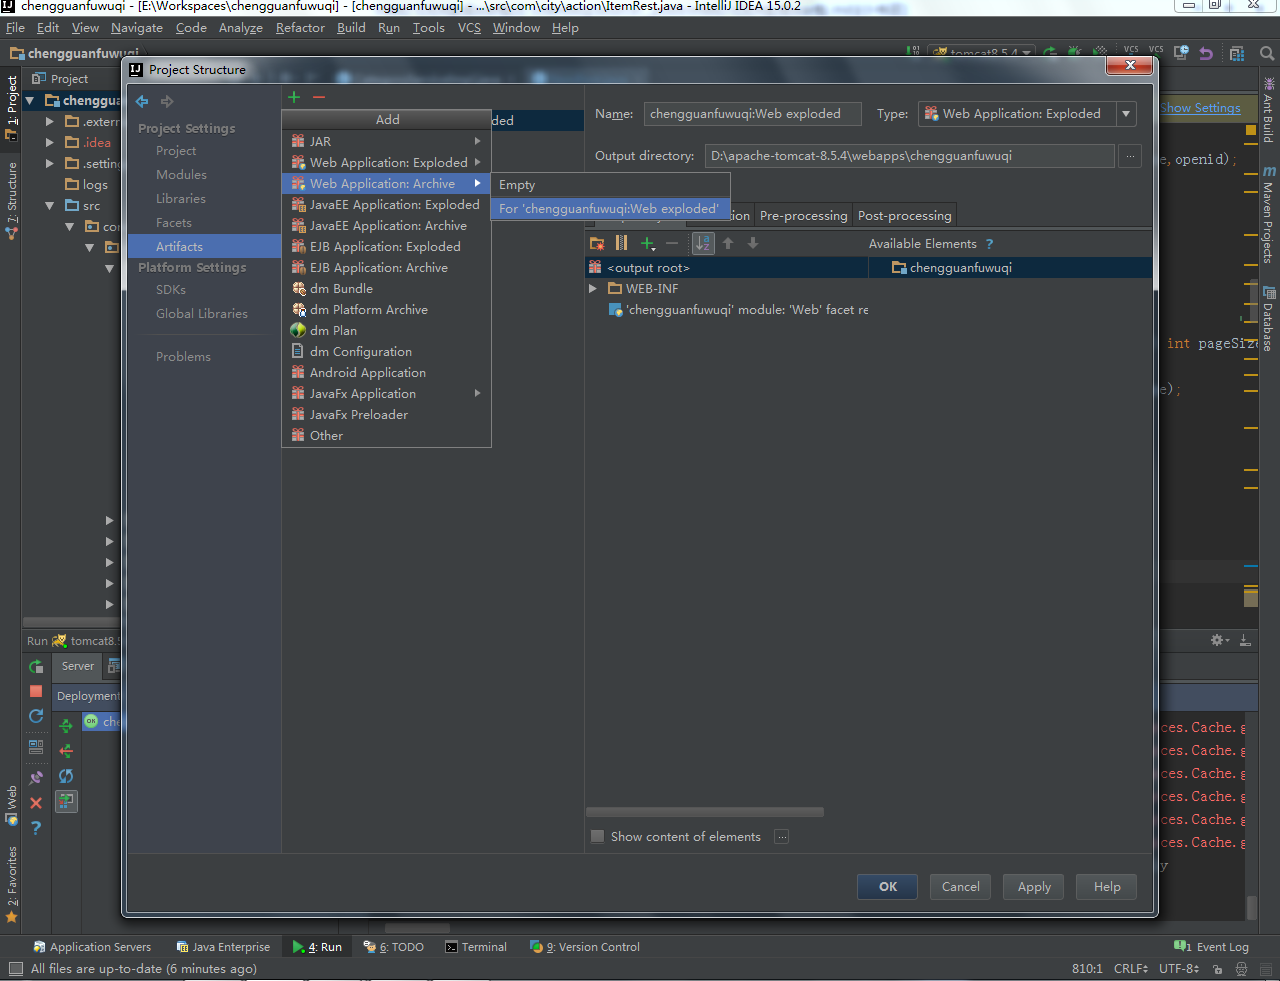 chengguanfuwuqi - [E:\Workspaces\chengguanfuwuqi] - [chengguanfuwuqi] - ...\src\com\city\action\ItemRest.java - IntelliJ IDEA 15.0.2
File Edit View Navigate Code Analyze Refactor Build Run Tools VCS Window Help
chengguanfuwuqi
tomcat8.5.4
VCS VCS
1: Project
7: Structure
Web
2: Favorites
Project
chenggua
.extern
.idea
.setting
logs
src
con
Project Structure
Project Settings
Project
Modules
Libraries
Facets
Artifacts
Platform Settings
SDKs
Global Libraries
Problems
Add
JAR
Web Application: Exploded
Web Application: Archive
JavaEE Application: Exploded
JavaEE Application: Archive
EJB Application: Exploded
EJB Application: Archive
dm Bundle
dm Platform Archive
dm Plan
dm Configuration
Android Application
JavaFx Application
JavaFx Preloader
Other
ded
Empty
For 'chengguanfuwuqi:Web exploded'
Name: chengguanfuwuqi:Web exploded Type: Web Application: Exploded
Output directory: D:\apache-tomcat-8.5.4\webapps\chengguanfuwuqi ...
tion Pre-processing Post-processing
Available Elements ?
<output root> chengguanfuwuqi
WEB-INF
'chengguanfuwuqi' module: 'Web' facet re
Show content of elements ...
OK Cancel Apply Help
Show Settings
e,openid);
int pageSize
e);
Ant Build
Maven Projects
Database
Run tomcat8.5
Server
Deployment
che
ces.Cache.g
ces.Cache.g
ces.Cache.g
ces.Cache.g
ces.Cache.g
ces.Cache.g
y
Application Servers Java Enterprise 4: Run 6: TODO Terminal 9: Version Control 1 Event Log
All files are up-to-date (6 minutes ago) 810:1 CRLF UTF-8